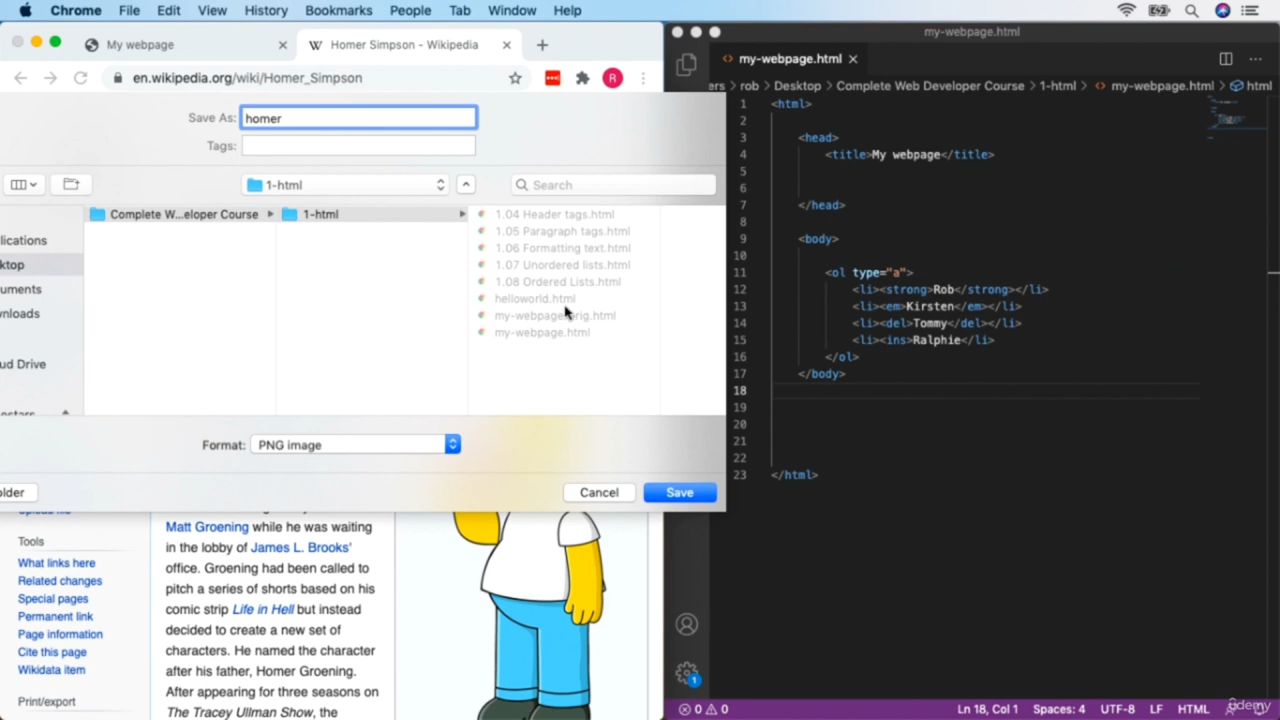 Chrome File Edit View History Bookmarks People Tab Window Help
My webpage
Homer Simpson - Wikipedia
en.wikipedia.org/wiki/Homer_Simpson
R
Save As: homer
Tags:
1-html
Search
Complete W...eloper Course
1-html
1.04 Header tags.html
1.05 Paragraph tags.html
1.06 Formatting text.html
1.07 Unordered lists.html
1.08 Ordered Lists.html
helloworld.html
my-webpage
rig.html
my-webpage.html
lications
ktop
uments
vnloads
ud Drive
Format: PNG image
older
Cancel
Save
Tools
What links here
Related changes
Special pages
Permanent link
Page information
Cite this page
Wikidata item
Print/export
Matt Groening while he was waiting
in the lobby of James L. Brooks'
office. Groening had been called to
pitch a series of shorts based on his
comic strip Life in Hell but instead
decided to create a new set of
characters. He named the character
after his father, Homer Groening.
After appearing for three seasons on
The Tracey Ullman Show, the
my-webpage.html
my-webpage.html
ers > rob > Desktop > Complete Web Developer Course > 1-html > my-webpage.html > html
1 <html>
2
3 <head>
4 <title>My webpage</title>
5
6
7 </head>
8
9 <body>
10
11 <ol type="a">
12 <li><strong>Rob</strong></li>
13 <li><em>Kirsten</em></li>
14 <li><del>Tommy</del></li>
15 <li><ins>Ralphie</li>
16 </ol>
17 </body>
18
19
20
21
22
23 </html>
1
0 0
Ln 18, Col 1 Spaces: 4 UTF-8 LF HTML
ûdemy